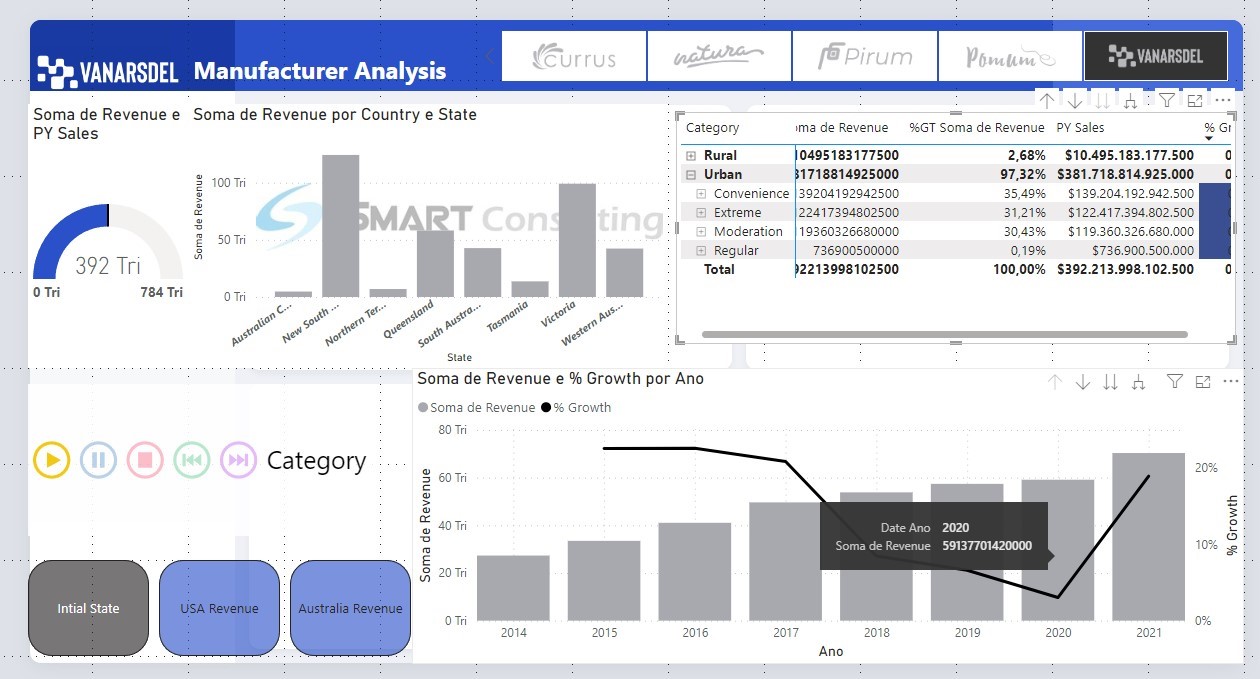 VANARSDEL Manufacturer Analysis
Currus
natura
Pirum
Pomum
VANARSDEL
Soma de Revenue e
PY Sales
392 Tri
0 Tri 784 Tri
Soma de Revenue por Country e State
Soma de Revenue
100 Tri
50 Tri
0 Tri
SMART Consulting
Australian C...
New South ...
Northern Ter...
Queensland
South Austra...
Tasmania
Victoria
Western Aus...
State
Category oma de Revenue %GT Soma de Revenue PY Sales % Gr
Rural 10495183177500 2,68% $10.495.183.177.500 0
Urban 31718814925000 97,32% $381.718.814.925.000 0
Convenience 39204192942500 35,49% $139.204.192.942.500
Extreme 22417394802500 31,21% $122.417.394.802.500
Moderation 19360326680000 30,43% $119.360.326.680.000
Regular 736900500000 0,19% $736.900.500.000
Total 92213998102500 100,00% $392.213.998.102.500 0
Category
Intial State
USA Revenue
Australia Revenue
Soma de Revenue e % Growth por Ano
Soma de Revenue % Growth
Soma de Revenue
80 Tri
60 Tri
40 Tri
20 Tri
0 Tri
2014 2015 2016 2017 2018 2019 2020 2021
Ano
20%
10%
0%
% Growth
Date Ano 2020
Soma de Revenue 59137701420000